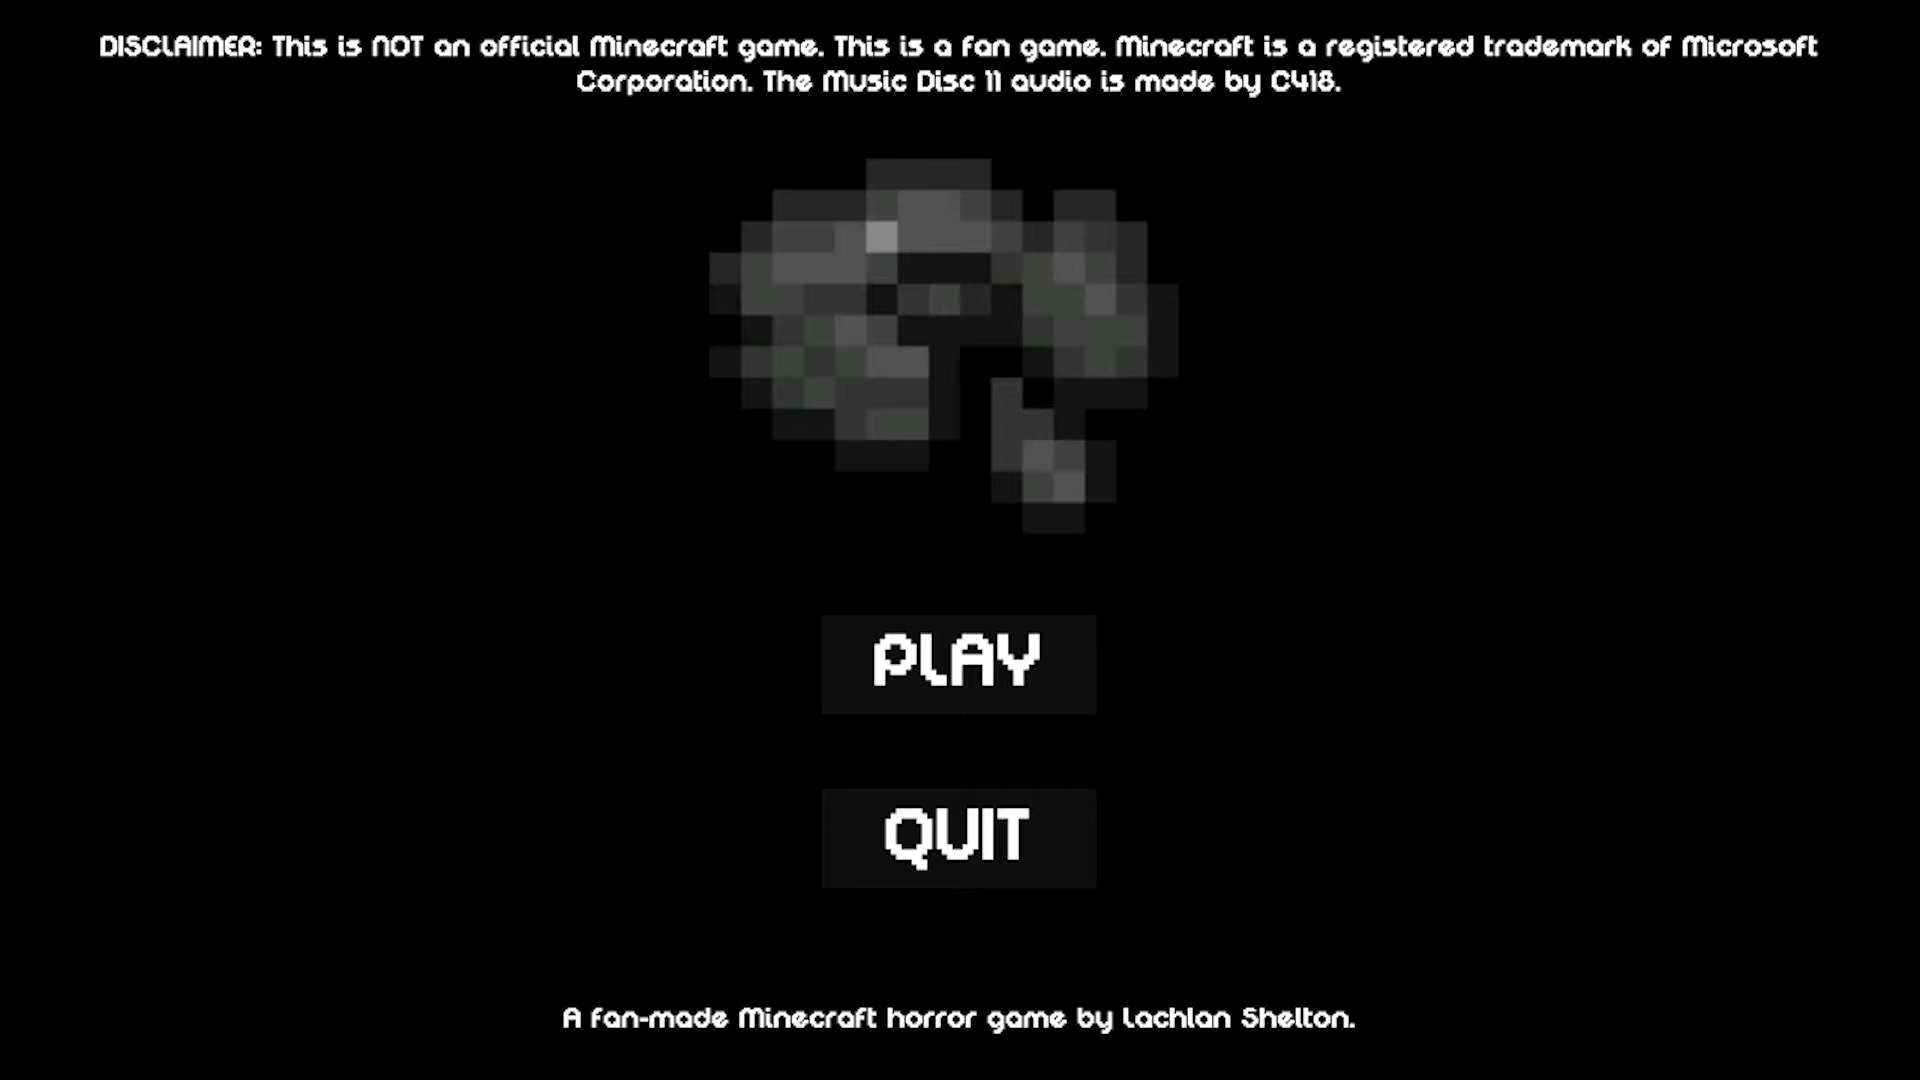 DISCLAIMER: This is NOT an official Minecraft game. This is a fan game. Minecraft is a registered trademark of Microsoft
Corporation. The Music Disc 11 audio is made by C418.
PLAY
QUIT
A fan-made Minecraft horror game by Lachlan Shelton.